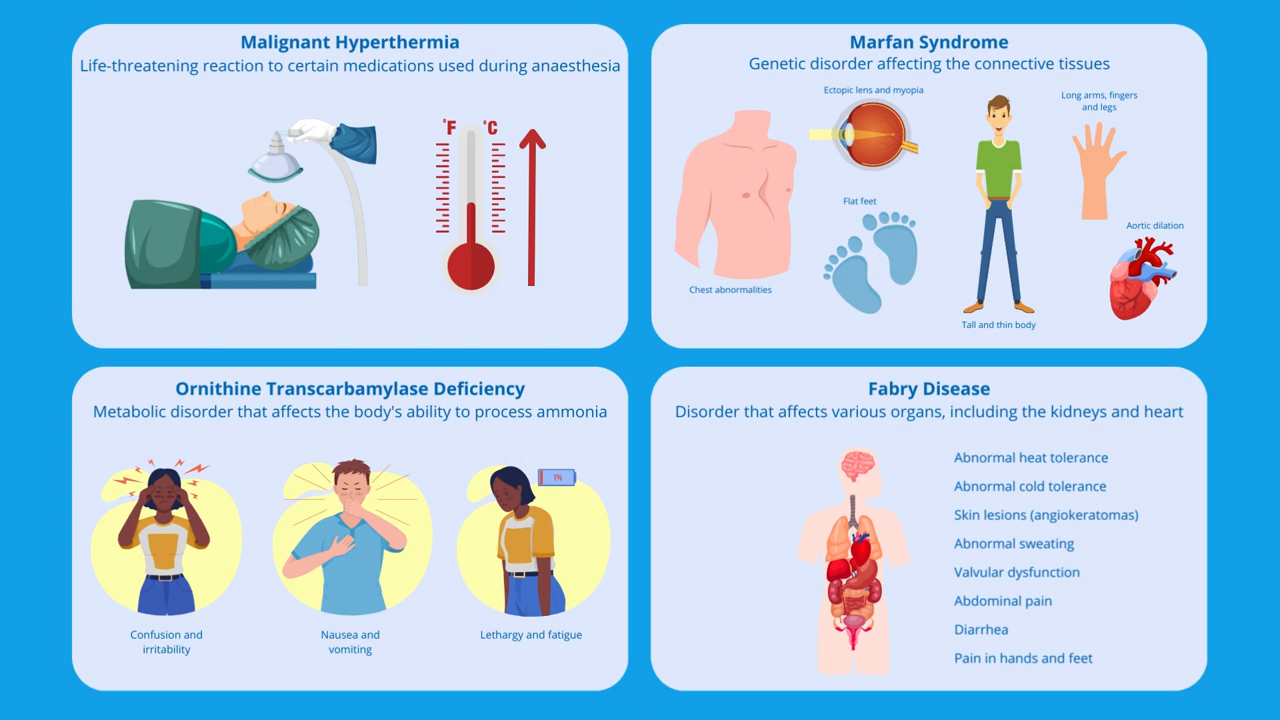 Malignant Hyperthermia
Life-threatening reaction to certain medications used during anaesthesia
°F °C
Marfan Syndrome
Genetic disorder affecting the connective tissues
Ectopic lens and myopia
Long arms, fingers
and legs
Flat feet
Aortic dilation
Chest abnormalities
Tall and thin body
Ornithine Transcarbamylase Deficiency
Metabolic disorder that affects the body's ability to process ammonia
1%
Confusion and
irritability
Nausea and
vomiting
Lethargy and fatigue
Fabry Disease
Disorder that affects various organs, including the kidneys and heart
Abnormal heat tolerance
Abnormal cold tolerance
Skin lesions (angiokeratomas)
Abnormal sweating
Valvular dysfunction
Abdominal pain
Diarrhea
Pain in hands and feet